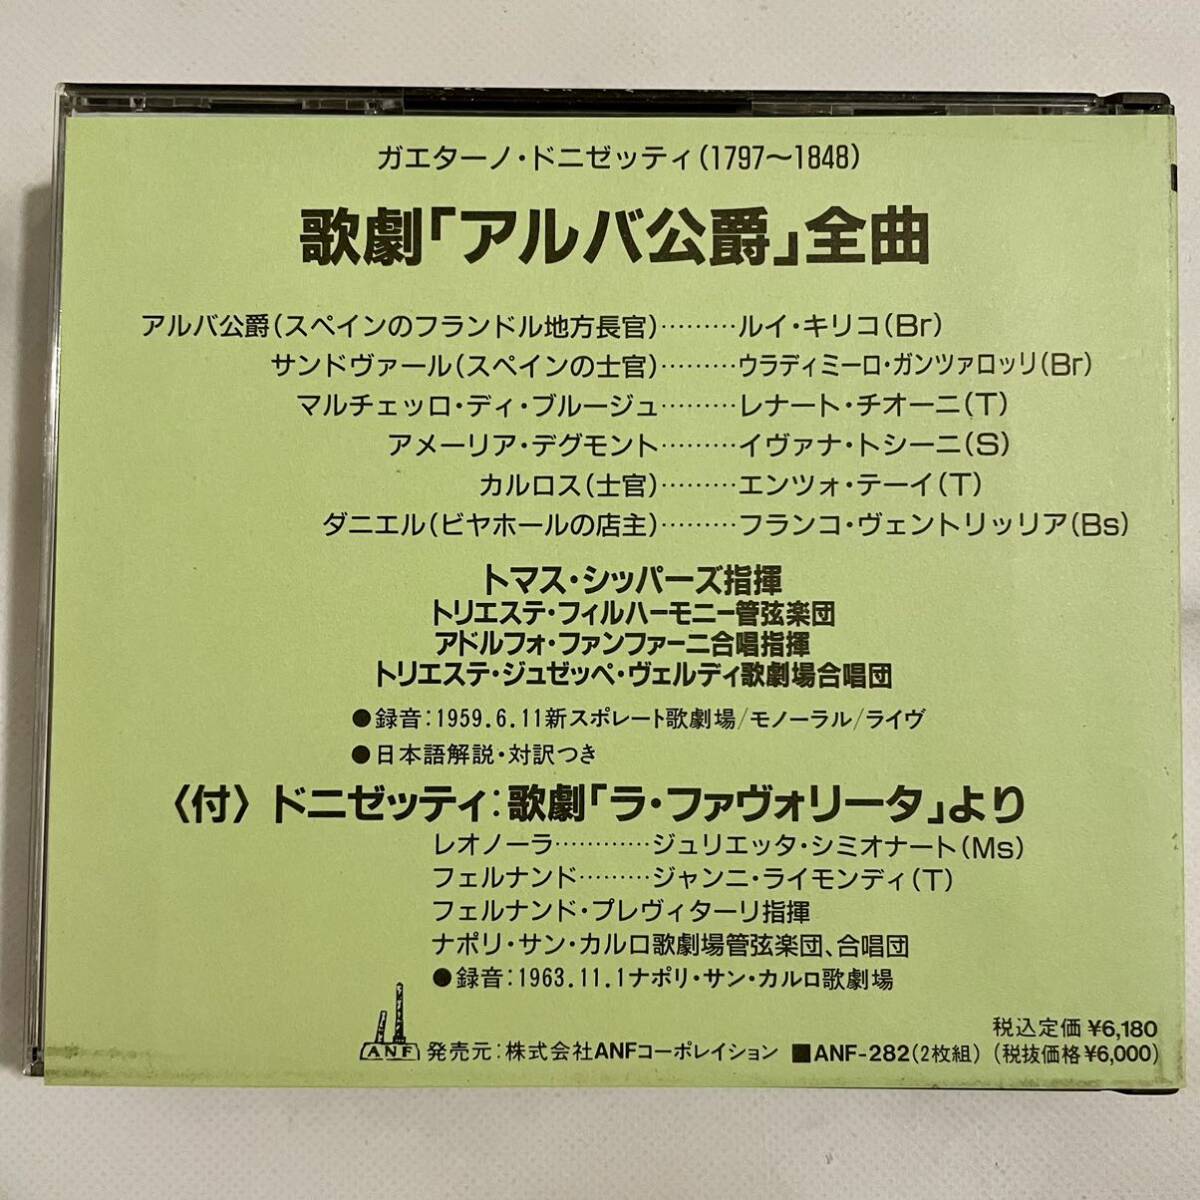 ガエターノ・ドニゼッティ(1797〜1848)
歌劇「アルバ公爵」全曲
アルバ公爵(スペインのフランドル地方長官)………ルイ・キリコ(Br)
サンドヴァール(スペインの士官)………ウラディミーロ・ガンツァロッリ(Br)
マルチェッロ・ディ・ブルージュ………レナート・チオーニ(T)
アメーリア・デグモント………イヴァナ・トシーニ(S)
カルロス(士官)………エンツォ・テーイ(T)
ダニエル(ビヤホールの店主)………フランコ・ヴェントリッリア(Bs)
トマス・シッパーズ指揮
トリエステ・フィルハーモニー管弦楽団
アドルフォ・ファンファーニ合唱指揮
トリエステ・ジュゼッペ・ヴェルディ歌劇場合唱団
●録音:1959.6.11新スポレート歌劇場/モノーラル/ライヴ
●日本語解説・対訳つき
〈付〉ドニゼッティ:歌劇「ラ・ファヴォリータ」より
レオノーラ…………ジュリエッタ・シミオナート(Ms)
フェルナンド………ジャンニ・ライモンディ(T)
フェルナンド・プレヴィターリ指揮
ナポリ・サン・カルロ歌劇場管弦楽団、合唱団
●録音:1963.11.1ナポリ・サン・カルロ歌劇場
税込定価 ¥6,180
ANF 発売元:株式会社ANFコーポレイション ■ANF-282(2枚組) (税抜価格¥6,000)